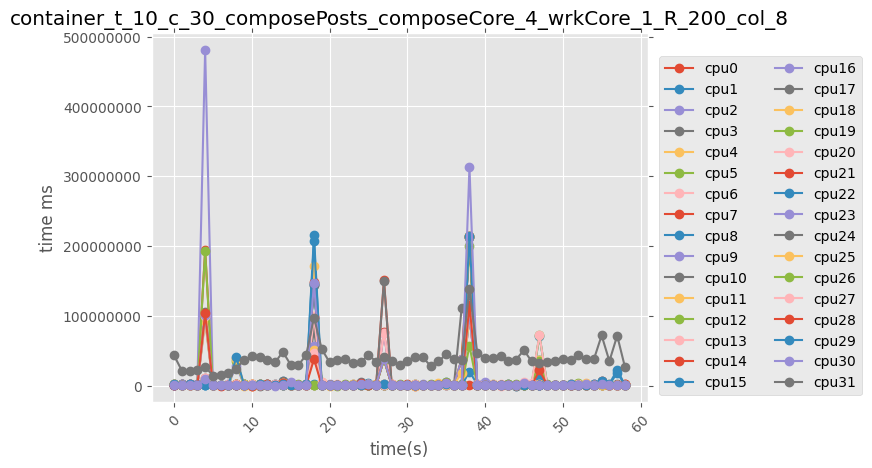 container_t_10_c_30_composePosts_composeCore_4_wrkCore_1_R_200_col_8
500000000
400000000
300000000
200000000
100000000
0
time ms
0
10
20
30
40
50
60
time(s)
cpu0
cpu1
cpu2
cpu3
cpu4
cpu5
cpu6
cpu7
cpu8
cpu9
cpu10
cpu11
cpu12
cpu13
cpu14
cpu15
cpu16
cpu17
cpu18
cpu19
cpu20
cpu21
cpu22
cpu23
cpu24
cpu25
cpu26
cpu27
cpu28
cpu29
cpu30
cpu31